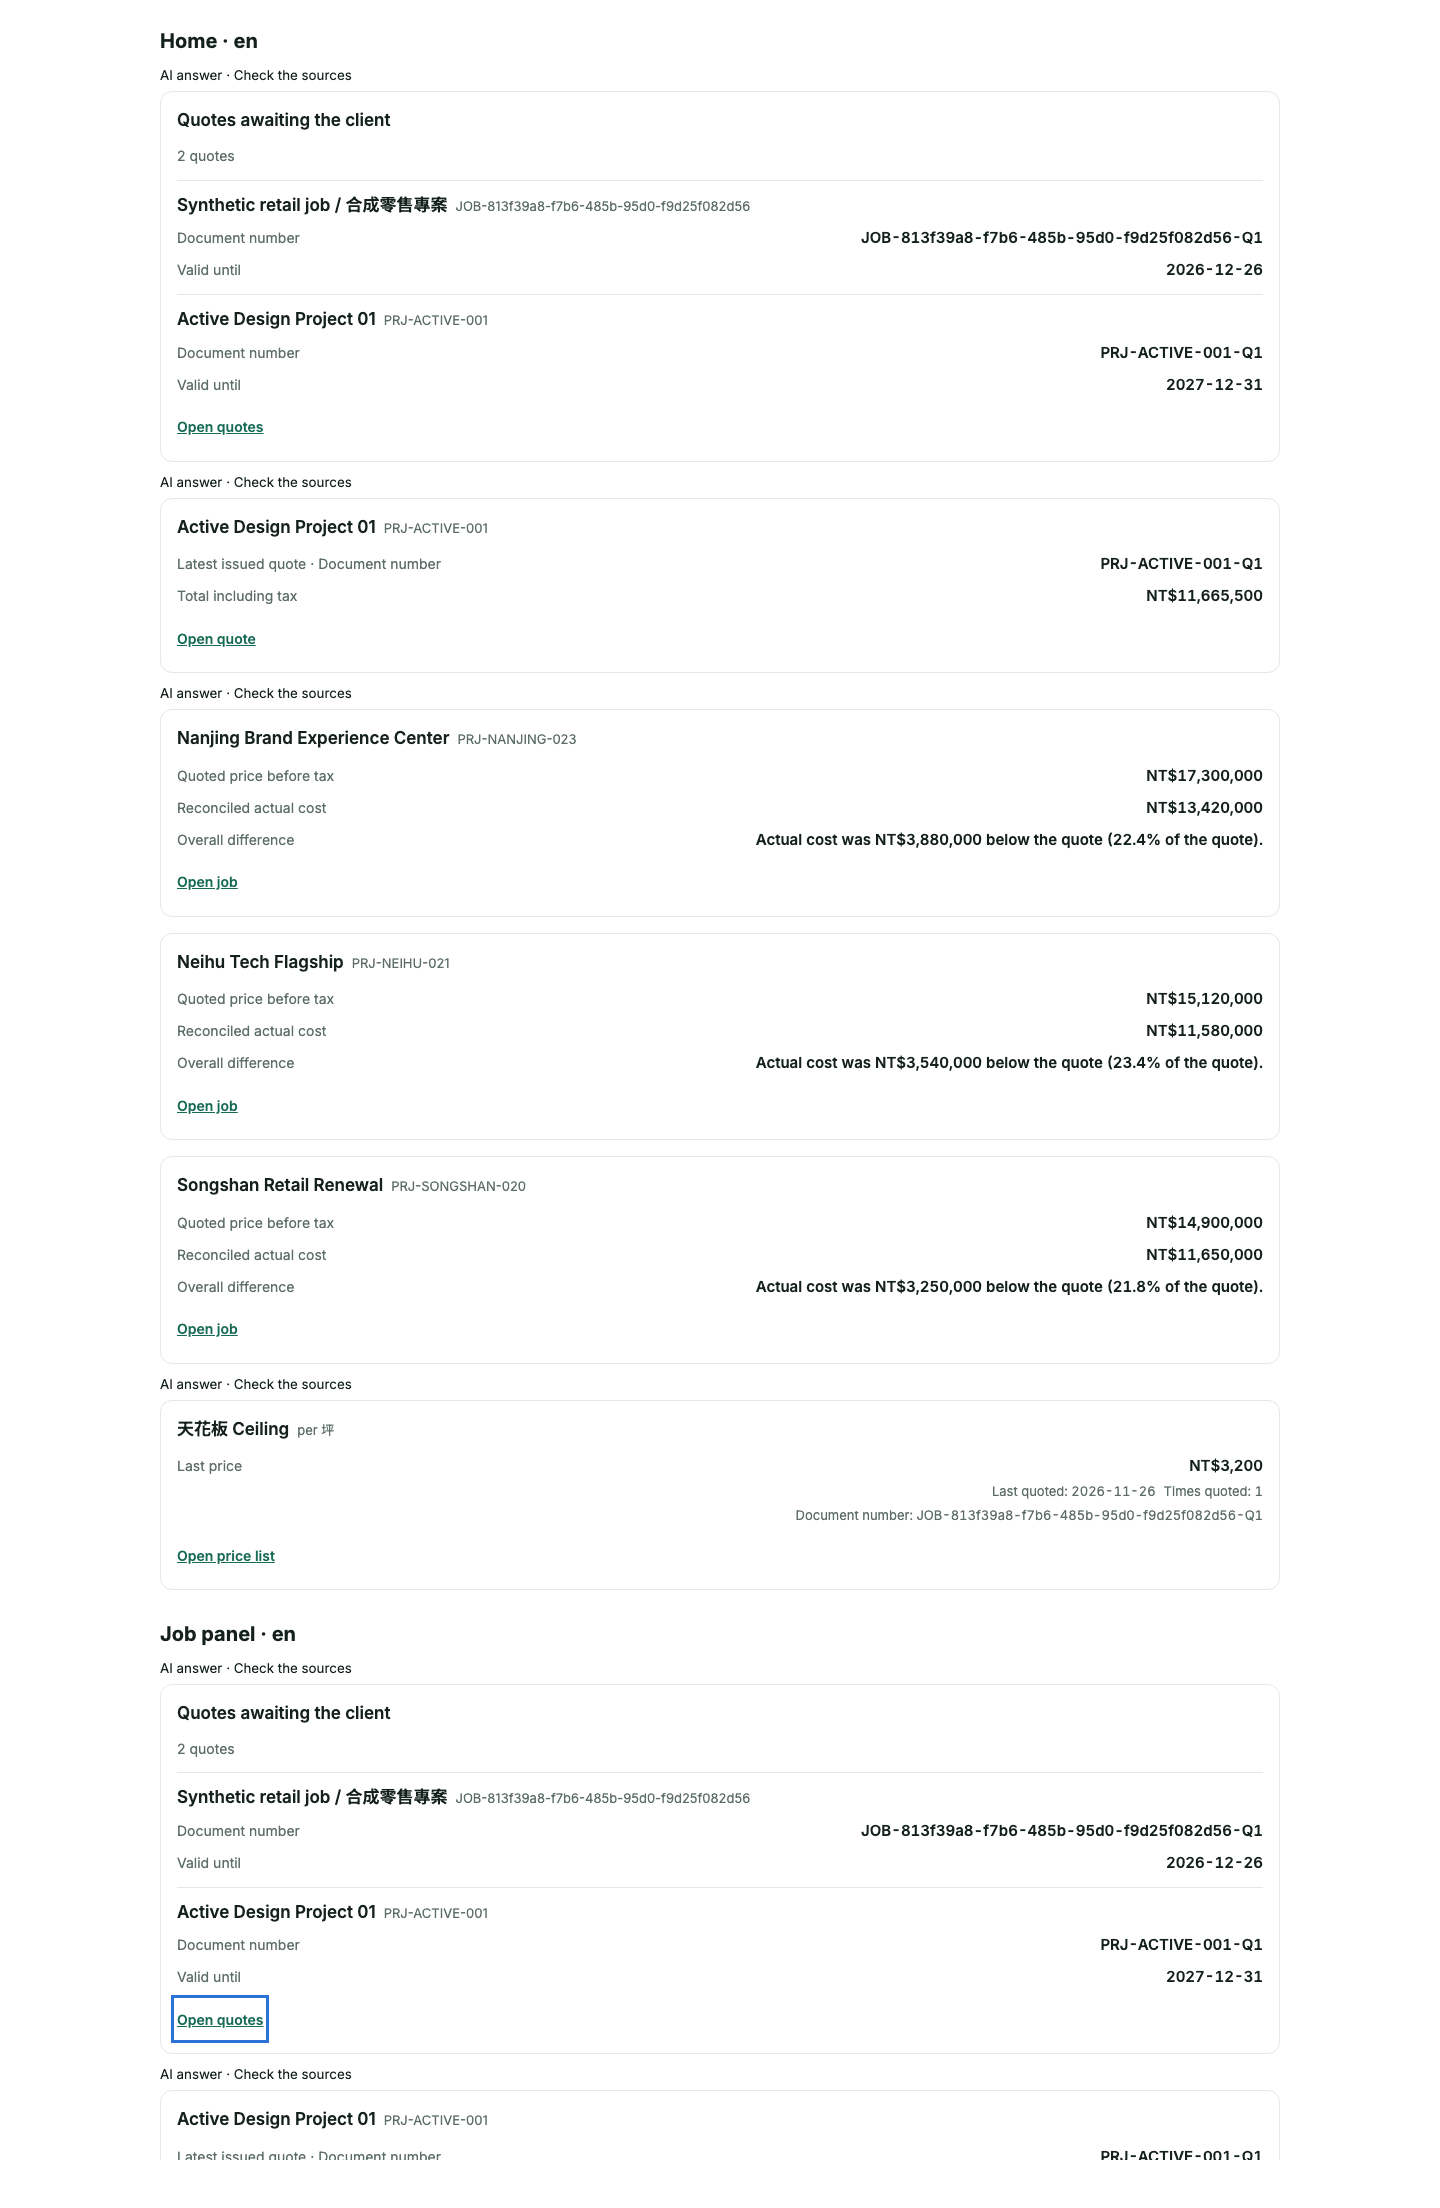 Home · en
AI answer · Check the sources
Quotes awaiting the client
2 quotes
Synthetic retail job / 合成零售專案 JOB-813f39a8-f7b6-485b-95d0-f9d25f082d56
Document number JOB-813f39a8-f7b6-485b-95d0-f9d25f082d56-Q1
Valid until 2026-12-26
Active Design Project 01 PRJ-ACTIVE-001
Document number PRJ-ACTIVE-001-Q1
Valid until 2027-12-31
Open quotes
AI answer · Check the sources
Active Design Project 01 PRJ-ACTIVE-001
Latest issued quote · Document number PRJ-ACTIVE-001-Q1
Total including tax NT$11,665,500
Open quote
AI answer · Check the sources
Nanjing Brand Experience Center PRJ-NANJING-023
Quoted price before tax NT$17,300,000
Reconciled actual cost NT$13,420,000
Overall difference Actual cost was NT$3,880,000 below the quote (22.4% of the quote).
Open job
Neihu Tech Flagship PRJ-NEIHU-021
Quoted price before tax NT$15,120,000
Reconciled actual cost NT$11,580,000
Overall difference Actual cost was NT$3,540,000 below the quote (23.4% of the quote).
Open job
Songshan Retail Renewal PRJ-SONGSHAN-020
Quoted price before tax NT$14,900,000
Reconciled actual cost NT$11,650,000
Overall difference Actual cost was NT$3,250,000 below the quote (21.8% of the quote).
Open job
AI answer · Check the sources
天花板 Ceiling per 坪
Last price NT$3,200
Last quoted: 2026-11-26 Times quoted: 1
Document number: JOB-813f39a8-f7b6-485b-95d0-f9d25f082d56-Q1
Open price list
Job panel · en
AI answer · Check the sources
Quotes awaiting the client
2 quotes
Synthetic retail job / 合成零售專案 JOB-813f39a8-f7b6-485b-95d0-f9d25f082d56
Document number JOB-813f39a8-f7b6-485b-95d0-f9d25f082d56-Q1
Valid until 2026-12-26
Active Design Project 01 PRJ-ACTIVE-001
Document number PRJ-ACTIVE-001-Q1
Valid until 2027-12-31
Open quotes
AI answer · Check the sources
Active Design Project 01 PRJ-ACTIVE-001
Latest issued quote · Document number PRJ-ACTIVE-001-Q1